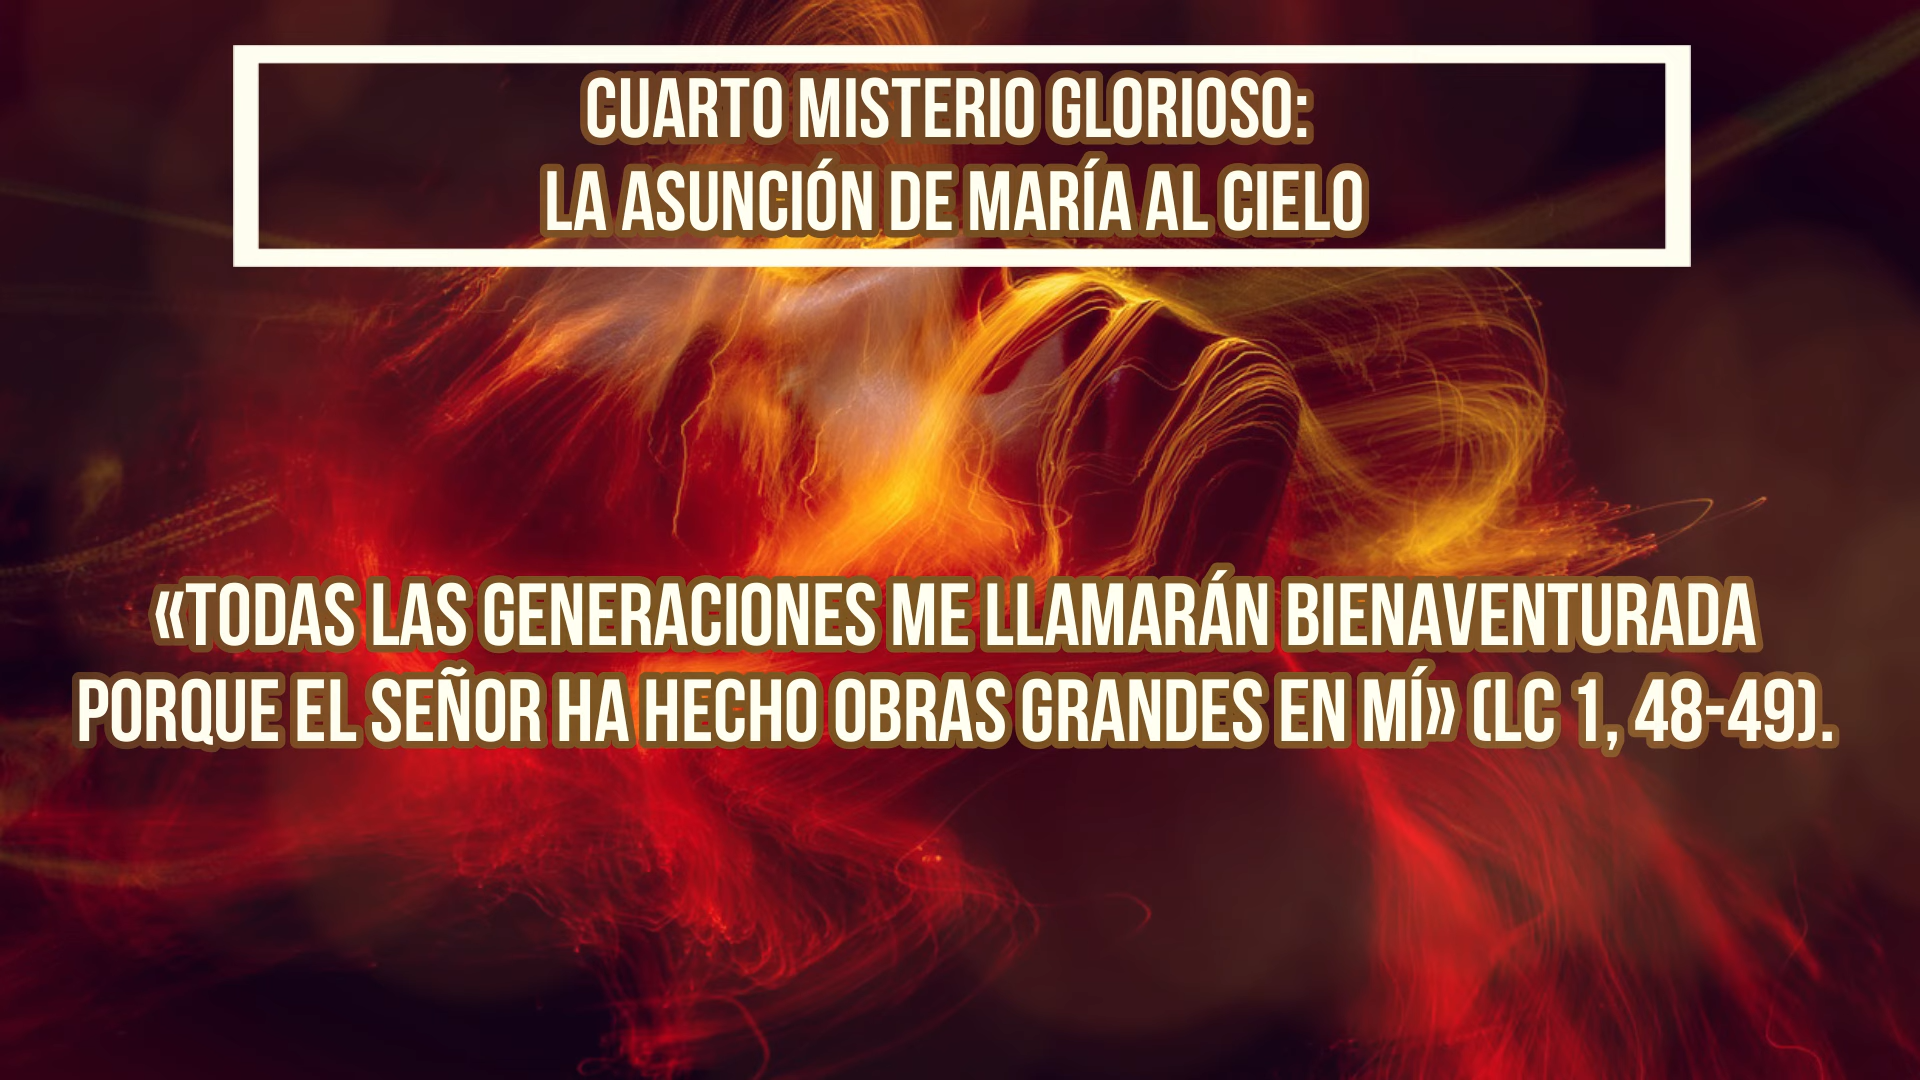 CUARTO MISTERIO GLORIOSO:
LA ASUNCIÓN DE MARÍA AL CIELO
«TODAS LAS GENERACIONES ME LLAMARÁN BIENAVENTURADA
PORQUE EL SEÑOR HA HECHO OBRAS GRANDES EN MÍ» (LC 1, 48-49).